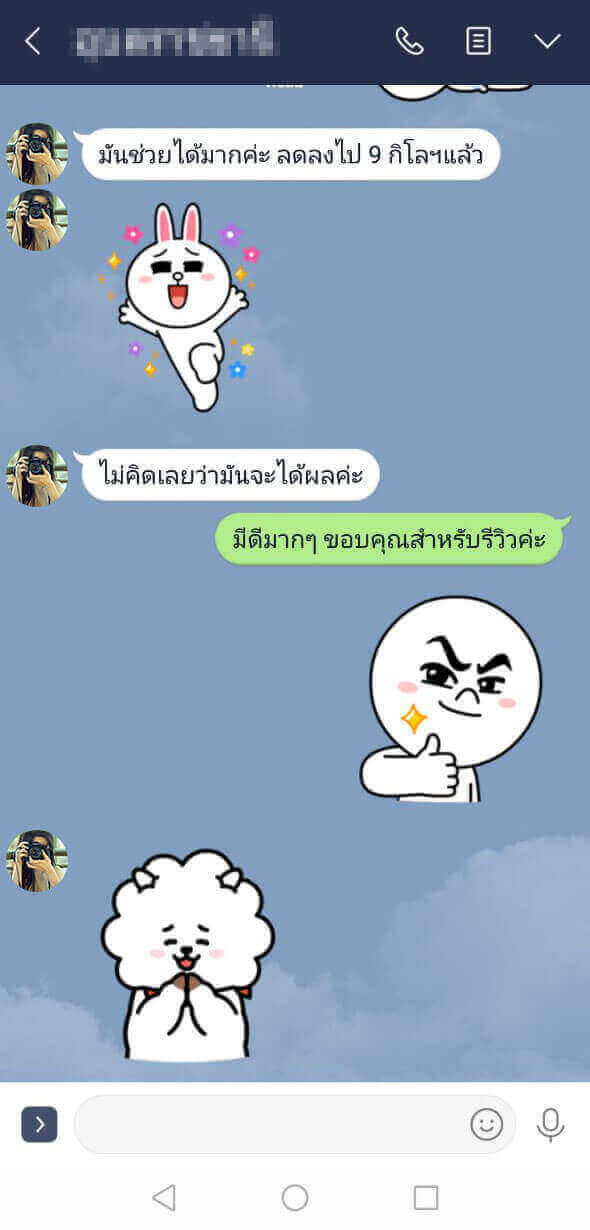 มันช่วยได้มากค่ะ ลดลงไป 9 กิโลฯแล้ว
ไม่คิดเลยว่ามันจะได้ผลค่ะ
มีดีมากๆ ขอบคุณสำหรับรีวิวค่ะ